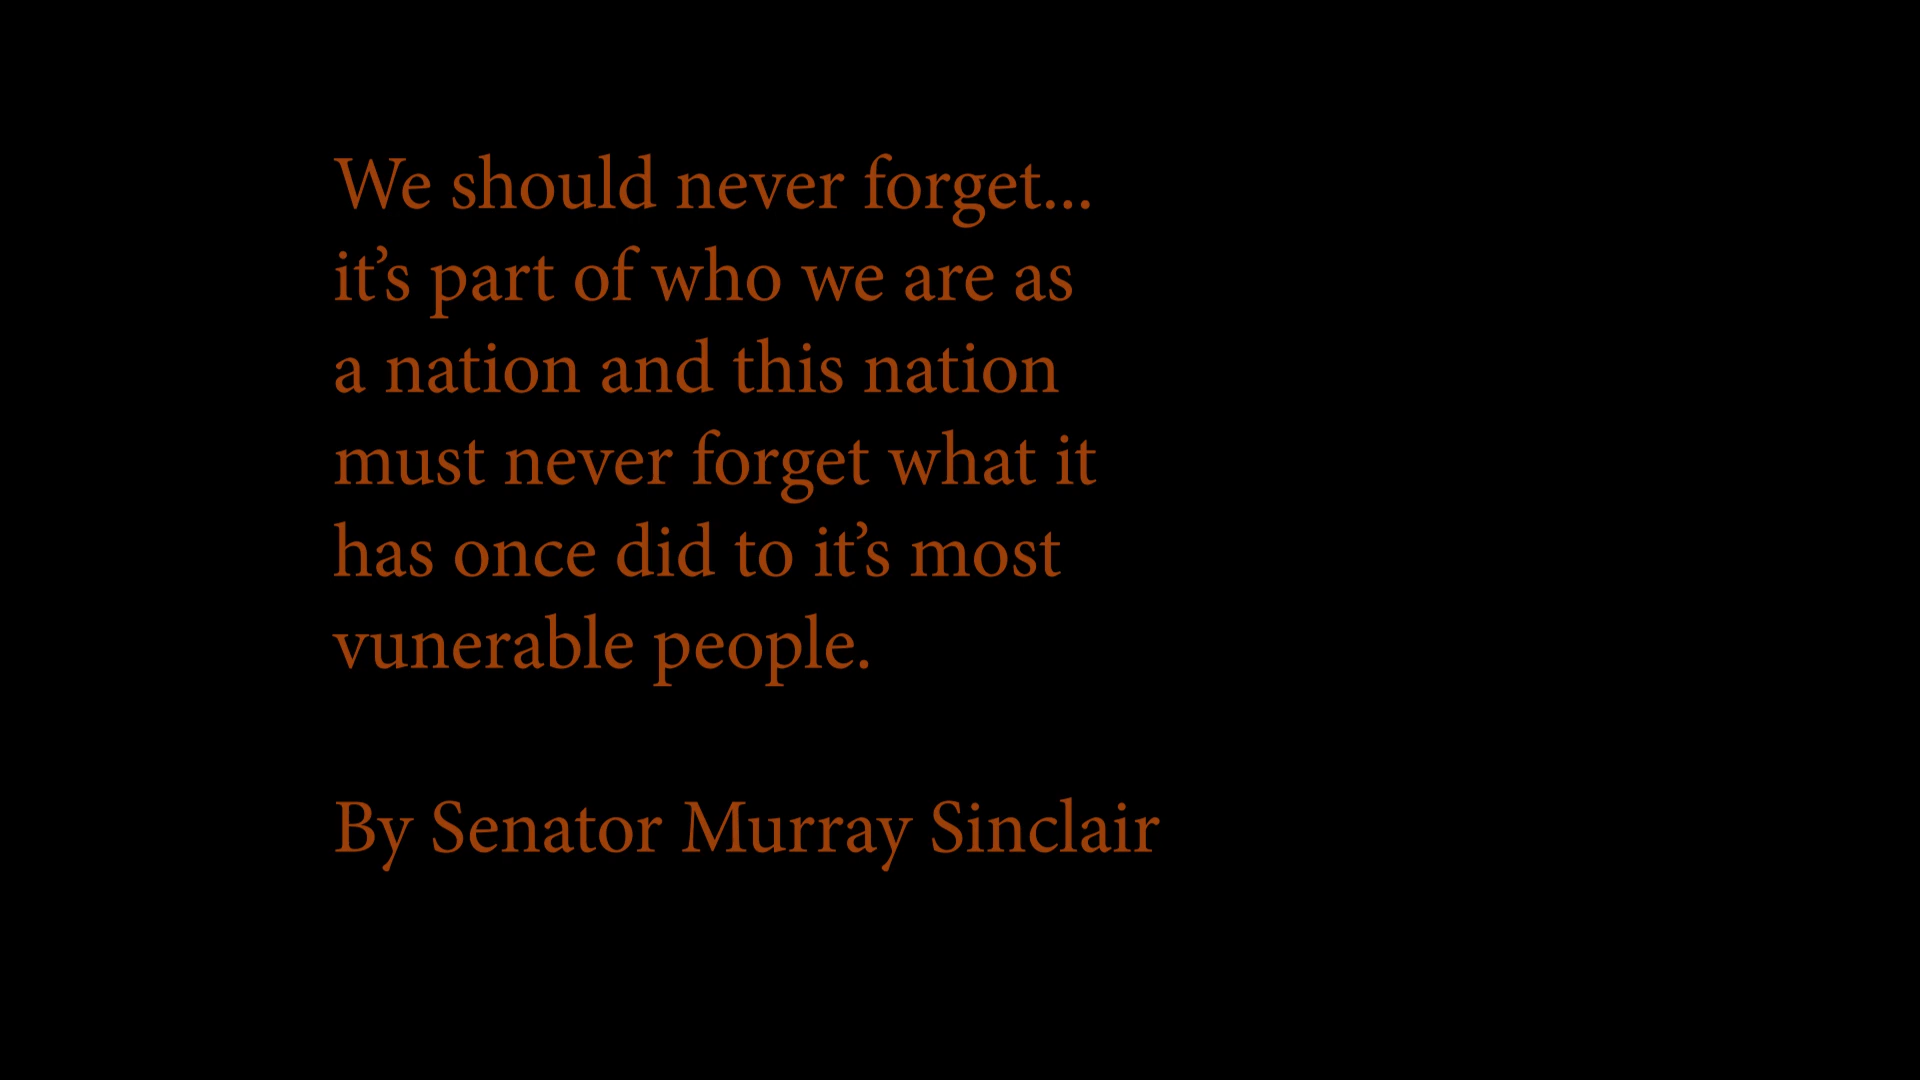 We should never forget...
it’s part of who we are as
a nation and this nation
must never forget what it
has once did to it’s most
vunerable people.
By Senator Murray Sinclair